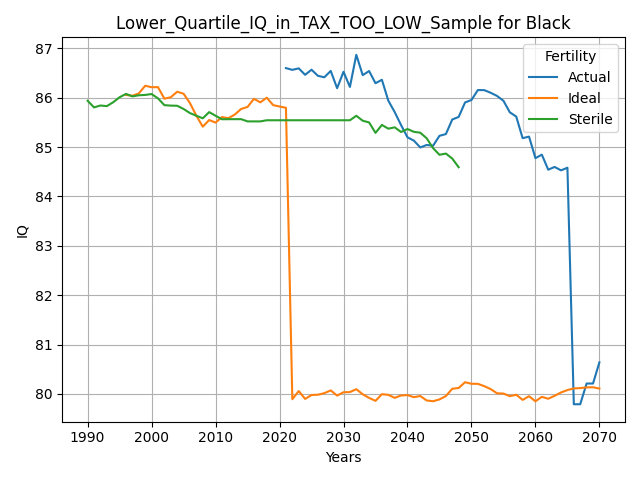 Lower_Quartile_IQ_in_TAX_TOO_LOW_Sample for Black
Fertility
Actual
Ideal
Sterile
IQ
87
86
85
84
83
82
81
80
1990 2000 2010 2020 2030 2040 2050 2060 2070
Years